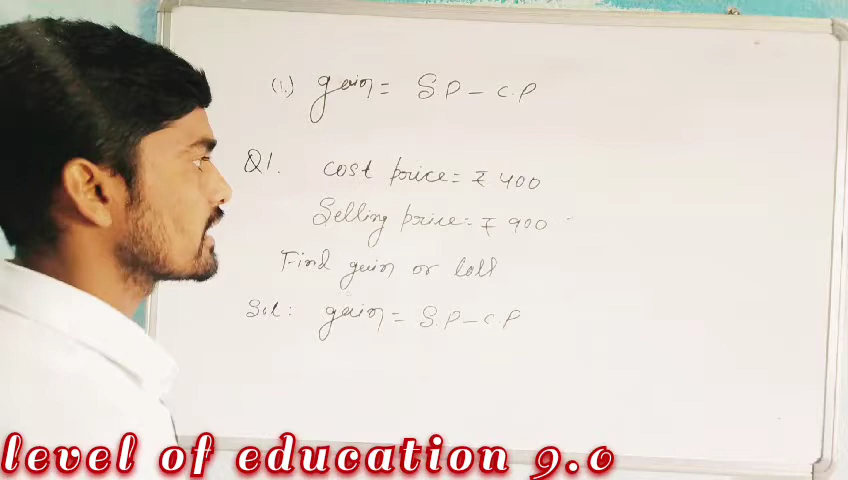 (1.) gain = S.P - C.P
Q1. cost price = ₹ 400
Selling price = ₹ 900
Find gain or loss
Sol: gain = S.P - C.P
level of education 9.0